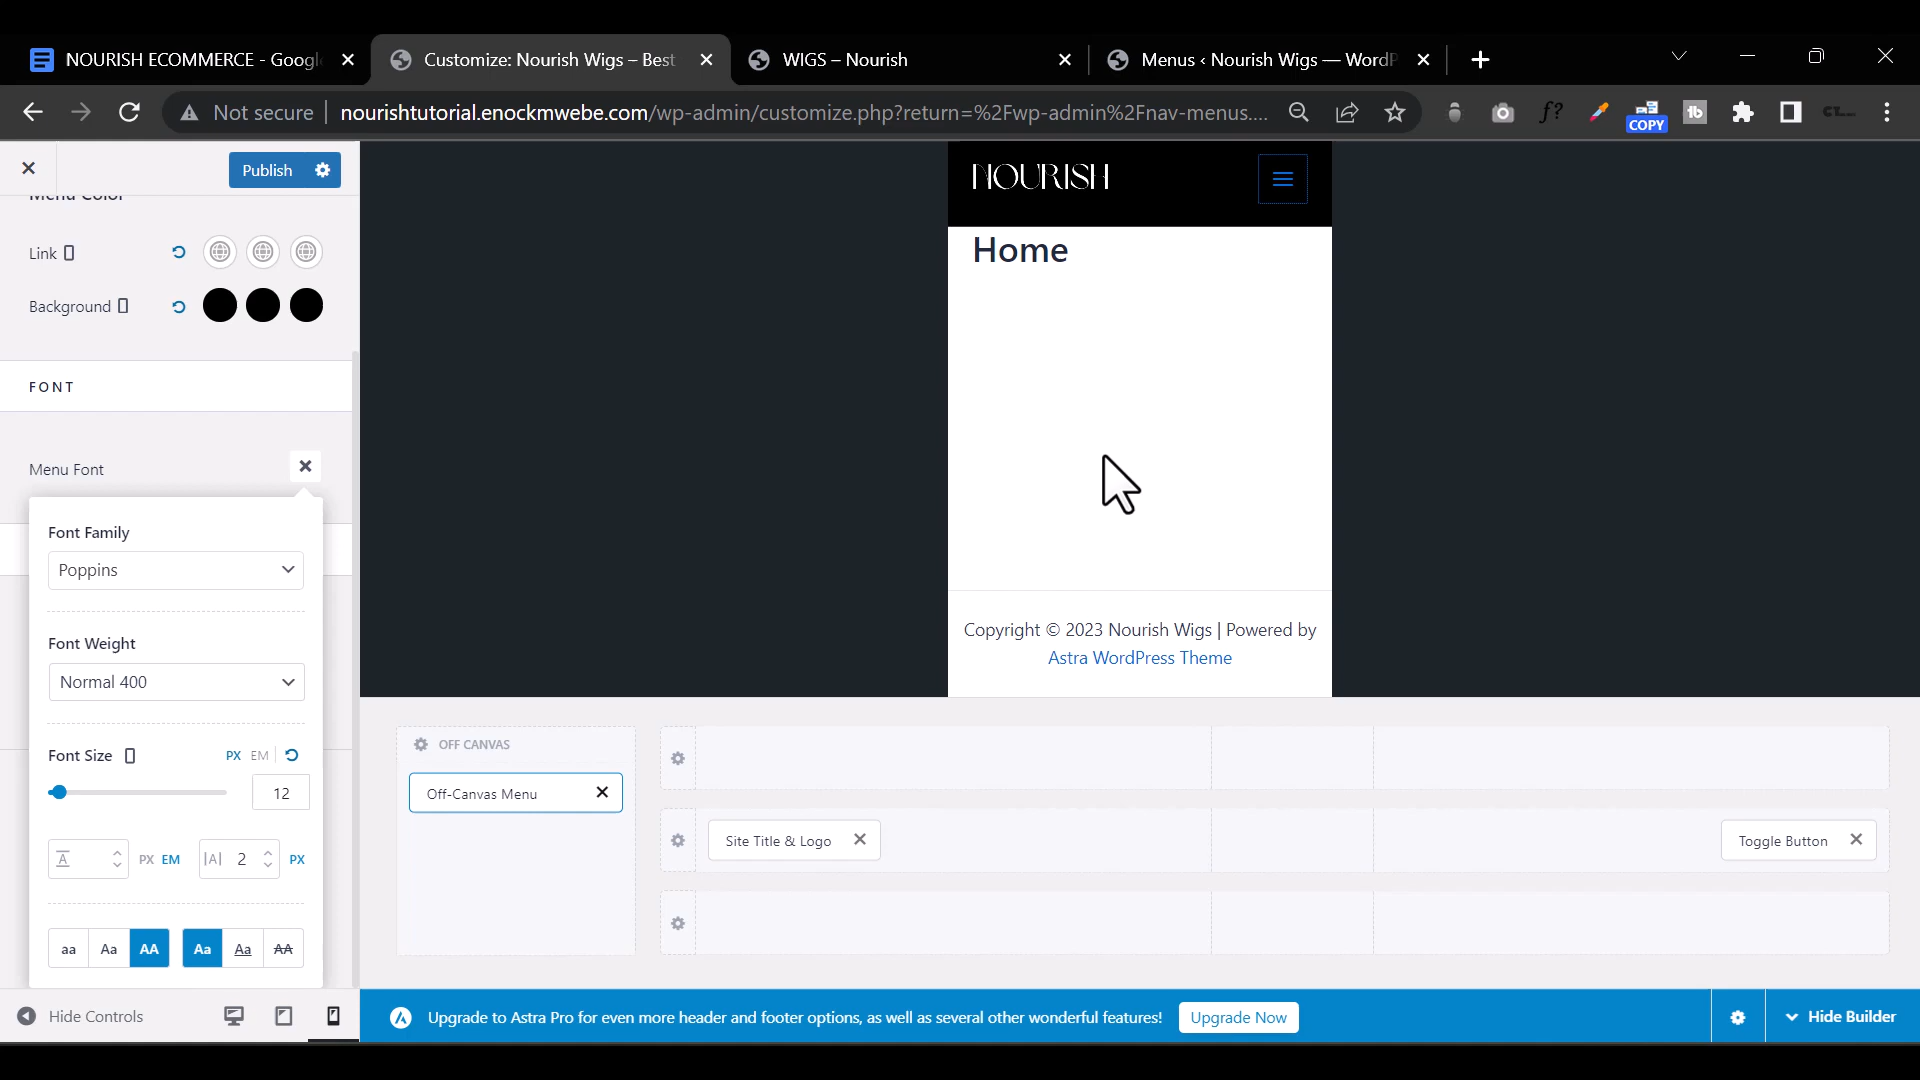 NOURISH ECOMMERCE - Googl
Customize: Nourish Wigs – Best
WIGS – Nourish
Menus ‹ Nourish Wigs — WordP
Not secure
nourishtutorial.enockmwebe.com/wp-admin/customize.php?return=%2Fwp-admin%2Fnav-menus....
f?
COPY
Publish
Menu Color
Link
Background
FONT
Menu Font
Font Family
Poppins
Font Weight
Normal 400
Font Size
PX EM
12
A
PX EM
|A| 2
PX
aa Aa AA Aa Aa AA
Hide Controls
NOURISH
Home
Copyright © 2023 Nourish Wigs | Powered by
Astra WordPress Theme
OFF CANVAS
Off-Canvas Menu
Site Title & Logo
Toggle Button
Upgrade to Astra Pro for even more header and footer options, as well as several other wonderful features!
Upgrade Now
Hide Builder